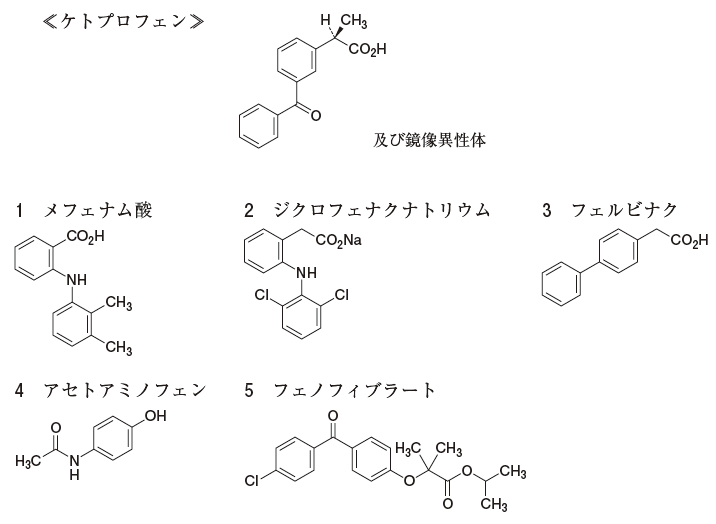 ≪ケトプロフェン≫
H CH₃
CO₂H
O
及び鏡像異性体
1 メフェナム酸
CO₂H
NH
CH₃
CH₃
2 ジクロフェナクナトリウム
CO₂Na
NH
Cl Cl
3 フェルビナク
CO₂H
4 アセトアミノフェン
OH
O
H₃C N
H
5 フェノフィブラート
O
H₃C CH₃
O CH₃
Cl O
O CH₃